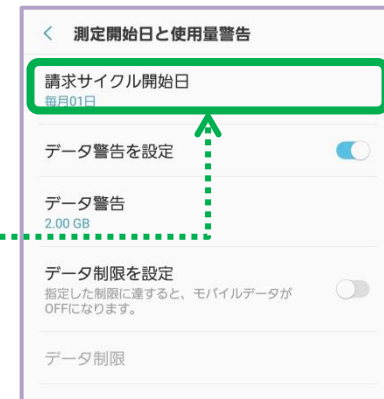 < 測定開始日と使用量警告
請求サイクル開始日
毎月01日
データ警告を設定
データ警告
2.00 GB
データ制限を設定
指定した制限に達すると、モバイルデータが
OFFになります。
データ制限